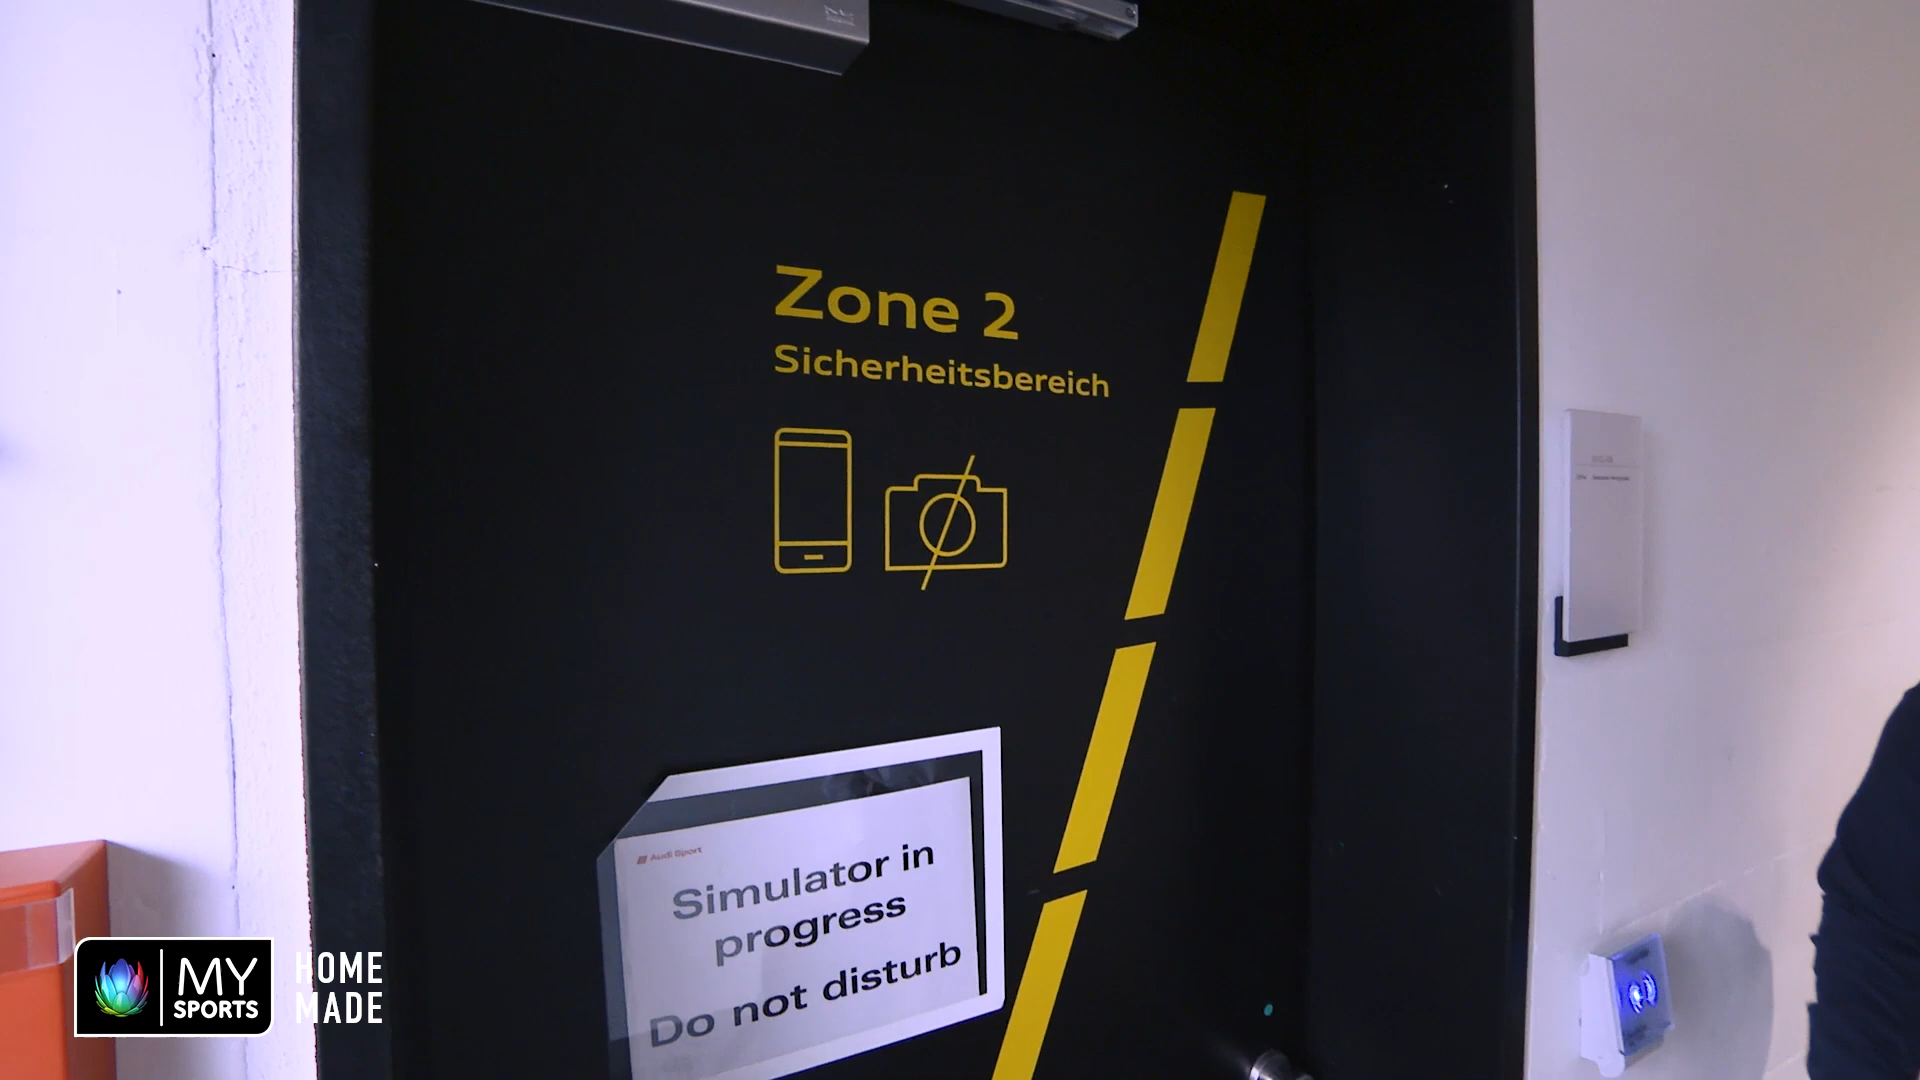 Zone 2
Sicherheitsbereich
Audi Sport
Simulator in
progress
Do not disturb
MY
SPORTS
HOME
MADE